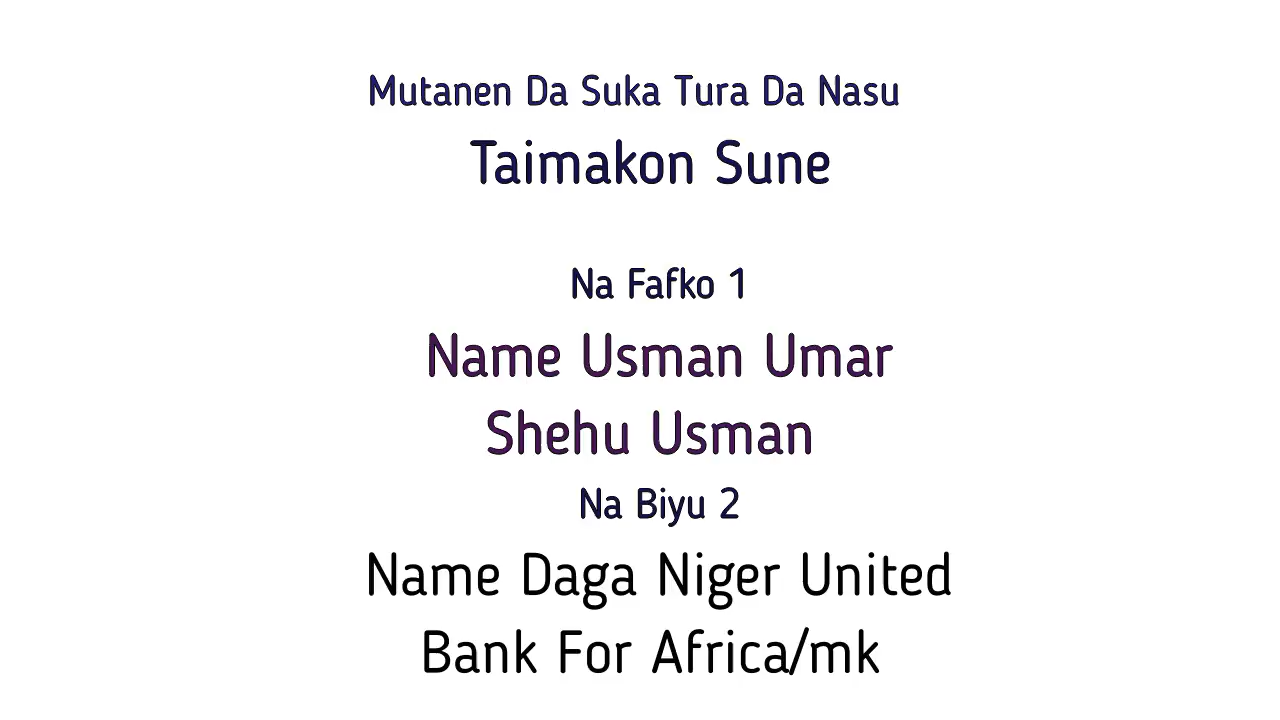 Mutanen Da Suka Tura Da Nasu
Taimakon Sune
Na Fafko 1
Name Usman Umar
Shehu Usman
Na Biyu 2
Name Daga Niger United
Bank For Africa/mk